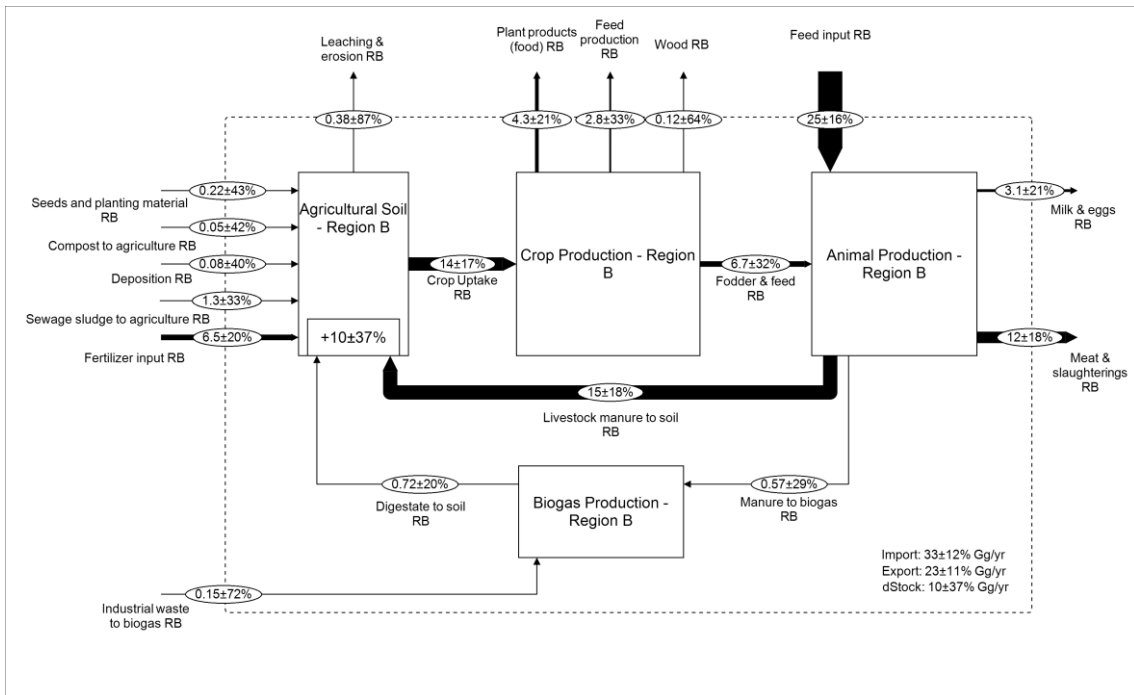 Leaching &
erosion RB
Plant products
(food) RB
Feed
production
RB
Wood RB
Feed input RB
0.38±87%
4.3±21%
2.8±33%
0.12±64%
25±16%
0.22±43%
Seeds and planting material
RB
0.05±42%
Compost to agriculture RB
0.08±40%
Deposition RB
1.3±33%
Sewage sludge to agriculture RB
6.5±20%
Fertilizer input RB
Agricultural Soil
- Region B
+10±37%
14±17%
Crop Uptake
RB
Crop Production - Region
B
6.7±32%
Fodder & feed
RB
Animal Production -
Region B
3.1±21%
Milk & eggs
RB
12±18%
Meat &
slaughterings
RB
15±18%
Livestock manure to soil
RB
0.72±20%
Digestate to soil
RB
Biogas Production -
Region B
0.57±29%
Manure to biogas
RB
0.15±72%
Industrial waste
to biogas RB
Import: 33±12% Gg/yr
Export: 23±11% Gg/yr
dStock: 10±37% Gg/yr